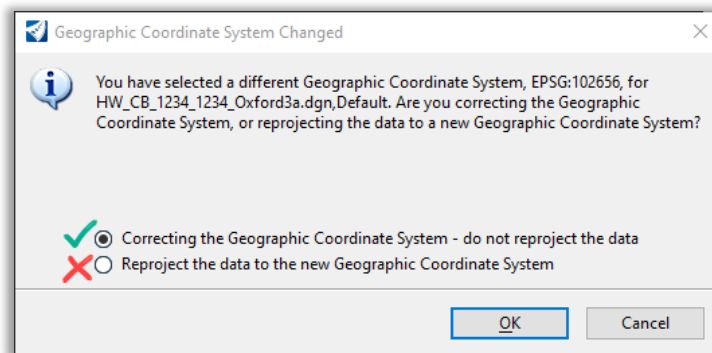 Geographic Coordinate System Changed
You have selected a different Geographic Coordinate System, EPSG:102656, for
HW_CB_1234_1234_Oxford3a.dgn,Default. Are you correcting the Geographic
Coordinate System, or reprojecting the data to a new Geographic Coordinate System?
Correcting the Geographic Coordinate System - do not reproject the data
Reproject the data to the new Geographic Coordinate System
OK
Cancel